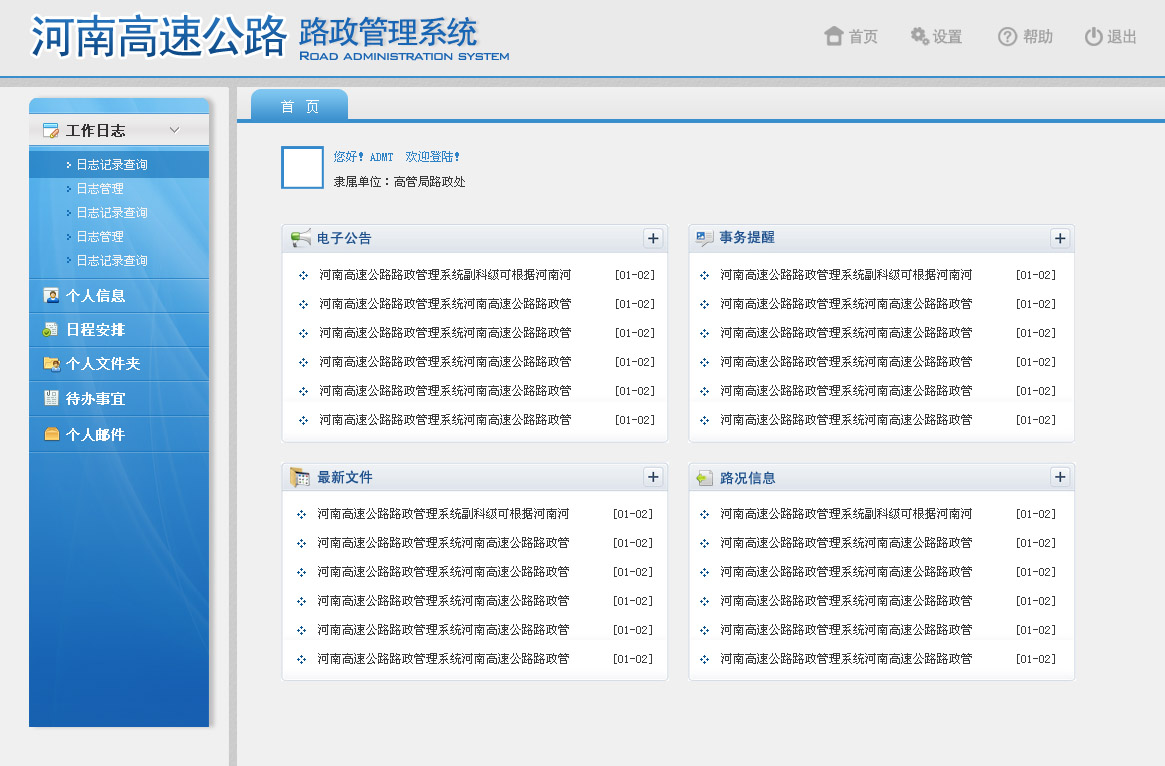 河南高速公路 路政管理系统
ROAD ADMINISTRATION SYSTEM
首页 设置 帮助 退出
工作日志
日志记录查询
日志管理
日志记录查询
日志管理
日志记录查询
个人信息
日程安排
个人文件夹
待办事宜
个人邮件
首 页
您好！ADMT 欢迎登陆！
隶属单位：高管局路政处
电子公告
河南高速公路路政管理系统副科级可根据河南河 [01-02]
河南高速公路路政管理系统河南高速公路路政管 [01-02]
河南高速公路路政管理系统河南高速公路路政管 [01-02]
河南高速公路路政管理系统河南高速公路路政管 [01-02]
河南高速公路路政管理系统河南高速公路路政管 [01-02]
河南高速公路路政管理系统河南高速公路路政管 [01-02]
事务提醒
河南高速公路路政管理系统副科级可根据河南河 [01-02]
河南高速公路路政管理系统河南高速公路路政管 [01-02]
河南高速公路路政管理系统河南高速公路路政管 [01-02]
河南高速公路路政管理系统河南高速公路路政管 [01-02]
河南高速公路路政管理系统河南高速公路路政管 [01-02]
河南高速公路路政管理系统河南高速公路路政管 [01-02]
最新文件
河南高速公路路政管理系统副科级可根据河南河 [01-02]
河南高速公路路政管理系统河南高速公路路政管 [01-02]
河南高速公路路政管理系统河南高速公路路政管 [01-02]
河南高速公路路政管理系统河南高速公路路政管 [01-02]
河南高速公路路政管理系统河南高速公路路政管 [01-02]
河南高速公路路政管理系统河南高速公路路政管 [01-02]
路况信息
河南高速公路路政管理系统副科级可根据河南河 [01-02]
河南高速公路路政管理系统河南高速公路路政管 [01-02]
河南高速公路路政管理系统河南高速公路路政管 [01-02]
河南高速公路路政管理系统河南高速公路路政管 [01-02]
河南高速公路路政管理系统河南高速公路路政管 [01-02]
河南高速公路路政管理系统河南高速公路路政管 [01-02]